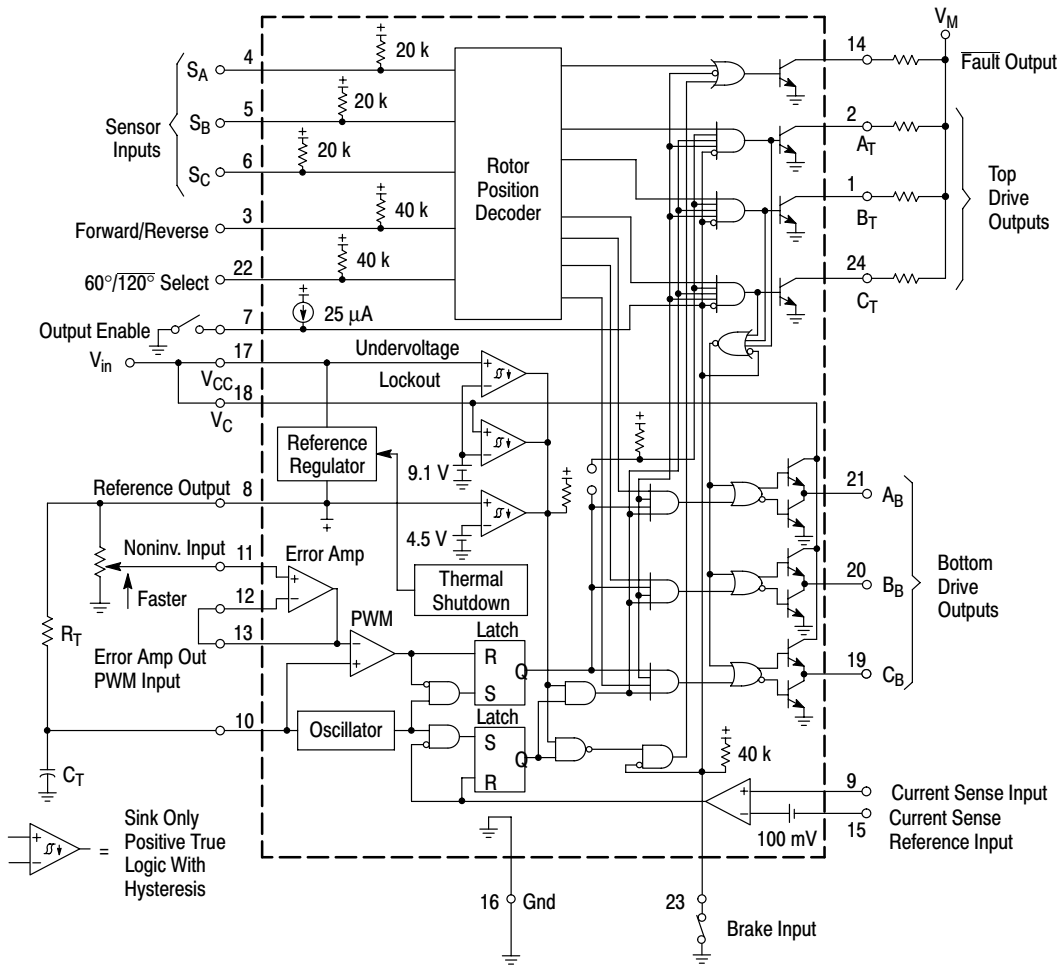 V_M
14
Fault Output
4
S_A
20 k
5
S_B
20 k
Sensor
Inputs
6
S_C
20 k
Rotor
Position
Decoder
2
A_T
1
B_T
24
C_T
Top
Drive
Outputs
3
Forward/Reverse
40 k
22
60°/120° Select
40 k
7
Output Enable
25 μA
V_in
17
V_CC
18
V_C
Undervoltage
Lockout
+
−
+
−
9.1 V
Reference
Regulator
Reference Output
8
+
−
4.5 V
Noninv. Input
11
Error Amp
+
−
Faster
12
13
R_T
Error Amp Out
PWM Input
Thermal
Shutdown
PWM
−
+
Latch
R
Q
S
Latch
S
Q
R
10
Oscillator
C_T
21
A_B
20
B_B
19
C_B
Bottom
Drive
Outputs
40 k
+
−
9
Current Sense Input
100 mV
15
Current Sense
Reference Input
+
−
=
Sink Only
Positive True
Logic With
Hysteresis
16
Gnd
23
Brake Input